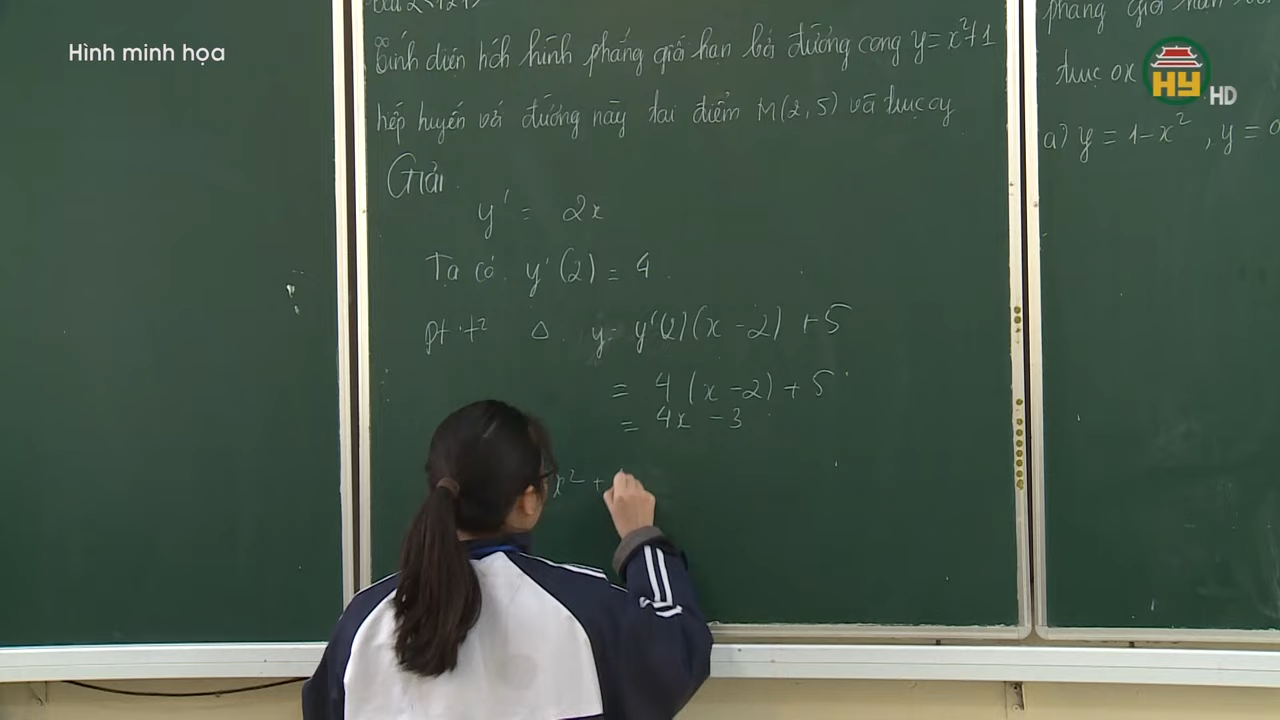 Hình minh họa
HY HD
Tính diện tích hình phẳng giới hạn bởi đường cong y = x²+1
tiếp tuyến với đường này tại điểm M(2, 5) và trục oy
Giải
y' = 2x
Ta có y'(2) = 4
pt t² Δ y = y'(2)(x - 2) + 5
= 4 (x - 2) + 5
= 4x - 3
x² +
phẳng giới hạn
trục ox
a) y = 1 - x² , y =